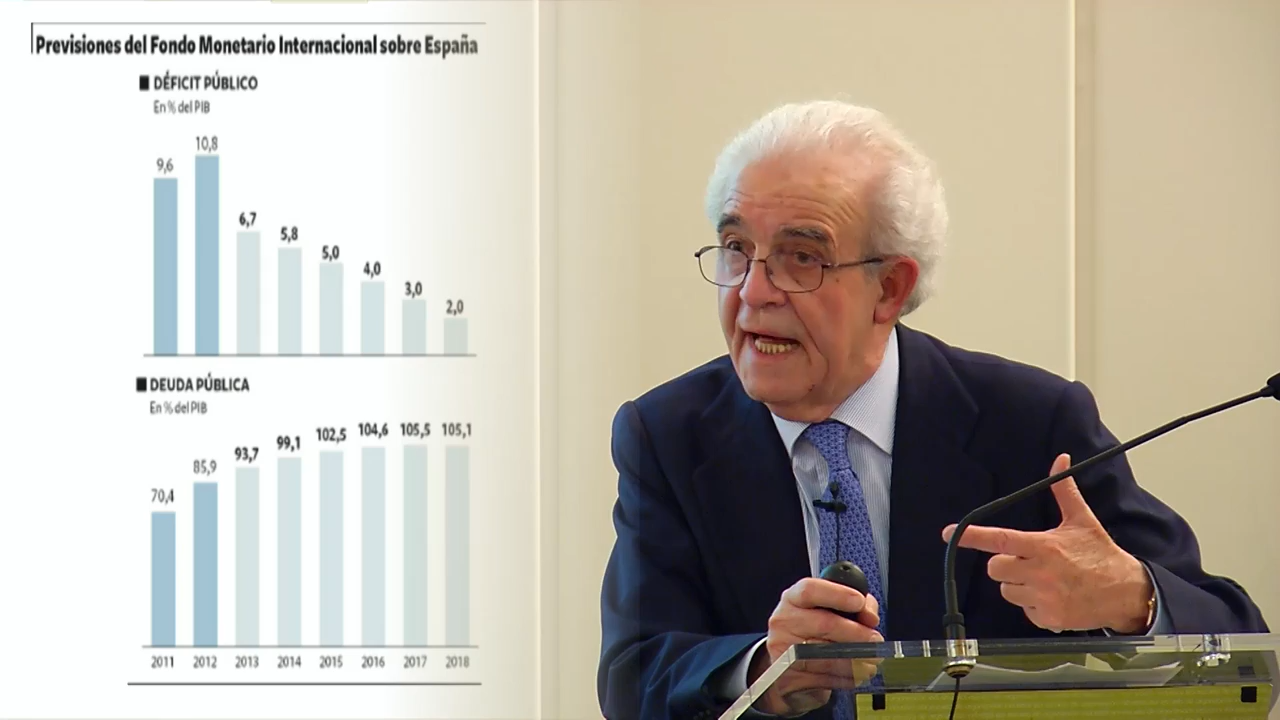 Previsiones del Fondo Monetario Internacional sobre España
DÉFICIT PÚBLICO
En % del PIB
9,6
10,8
6,7
5,8
5,0
4,0
3,0
2,0
DEUDA PÚBLICA
En % del PIB
70,4
85,9
93,7
99,1
102,5
104,6
105,5
105,1
2011 2012 2013 2014 2015 2016 2017 2018